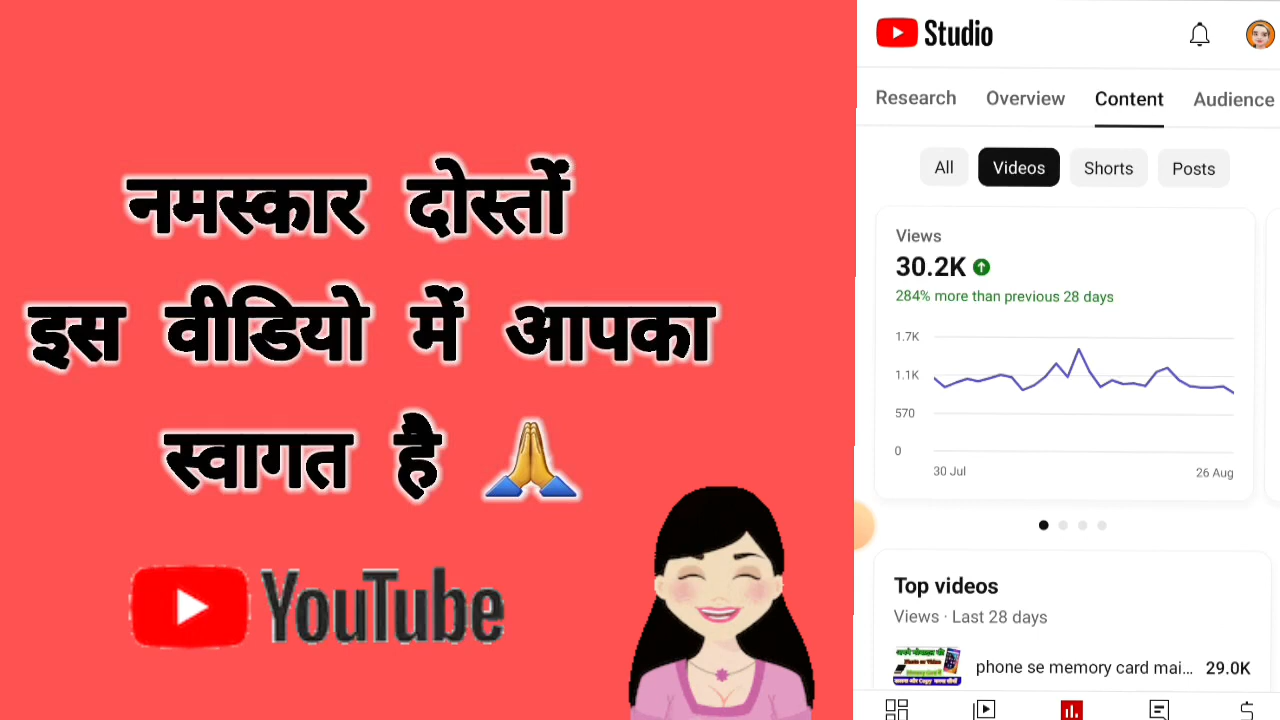 नमस्कार दोस्तों
इस वीडियो में आपका
स्वागत है 🙏
YouTube
Studio
Research Overview Content Audience
All Videos Shorts Posts
Views
30.2K
284% more than previous 28 days
1.7K
1.1K
570
0
30 Jul 26 Aug
Top videos
Views · Last 28 days
phone se memory card mai... 29.0K